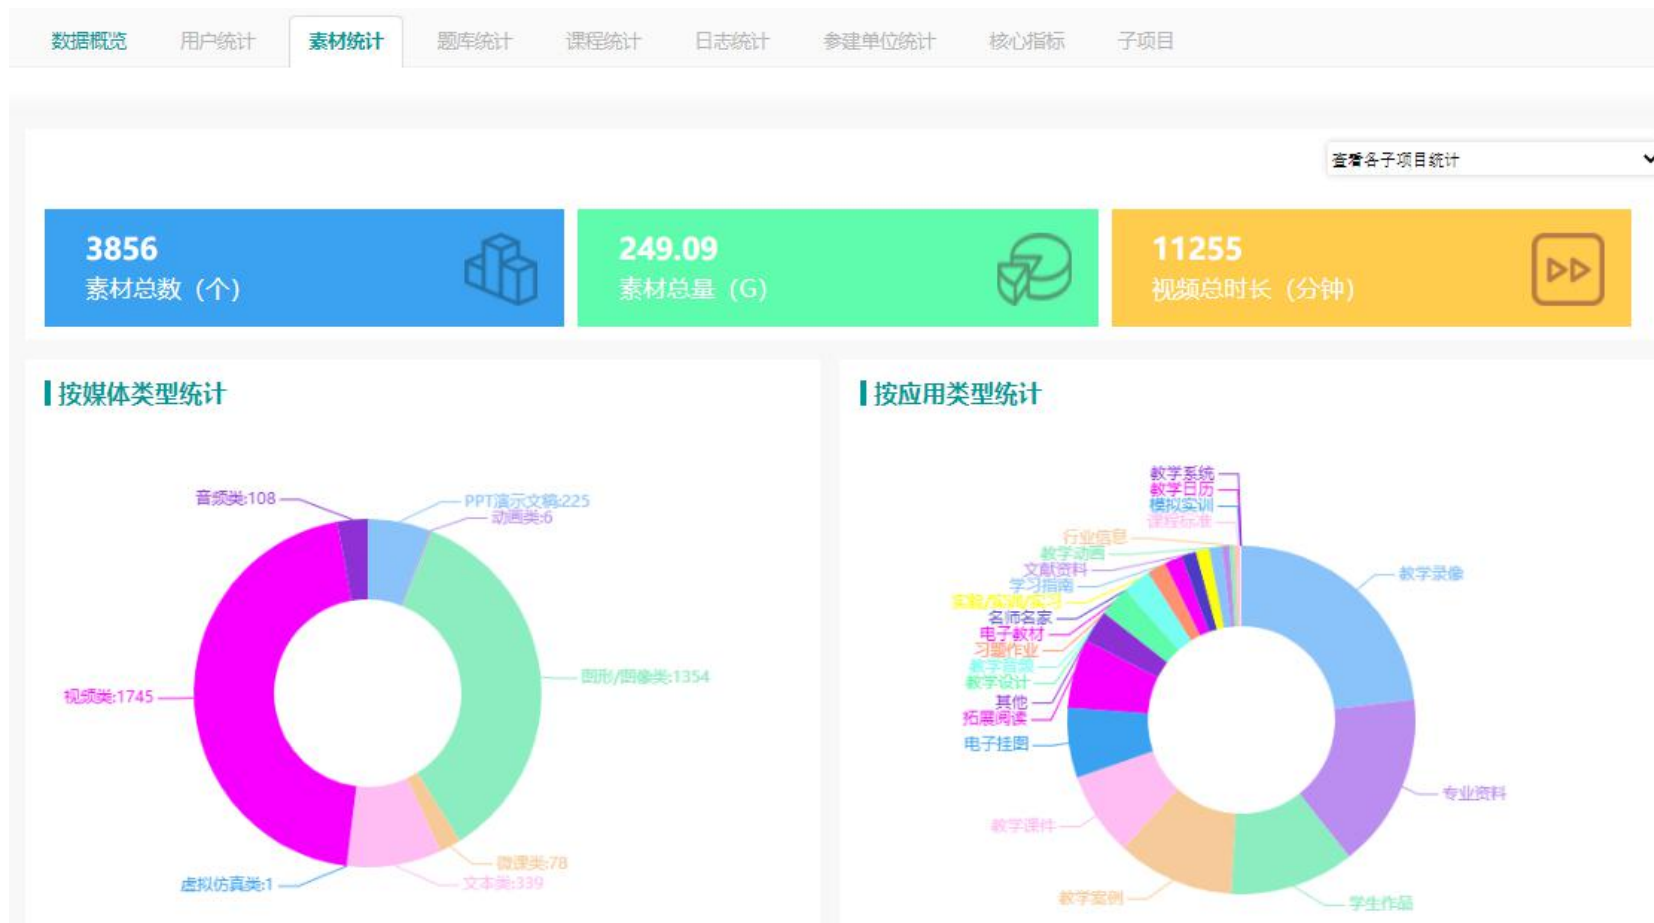 数据概览 用户统计 素材统计 题库统计 课程统计 日志统计 参建单位统计 核心指标 子项目
查看各子项目统计
3856
素材总数（个）
249.09
素材总量（G）
11255
视频总时长（分钟）
按媒体类型统计
音频类:108
PPT演示文稿:225
动画类:6
图形/图像类:1354
视频类:1745
微课类:78
文本类:339
虚拟仿真类:1
按应用类型统计
教学系统
教学日历
模拟实训
课程标准
行业信息
教学动画
文献资料
学习指南
实验/实训/实习
名师名家
电子教材
习题作业
教学设计
其他
拓展阅读
电子挂图
教学课件
教学案例
教学录像
专业资料
学生作品